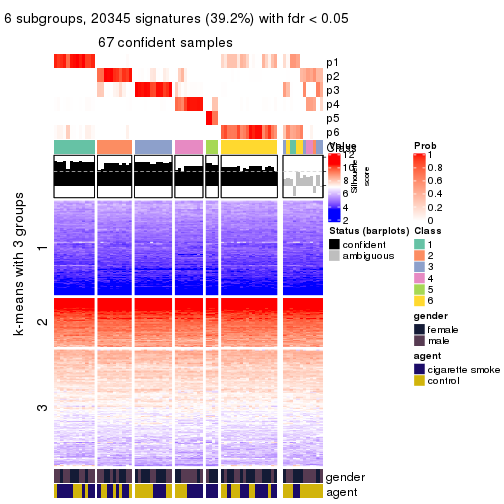 6 subgroups, 20345 signatures (39.2%) with fdr < 0.05
67 confident samples
p1
p2
p3
p4
p5
p6
Class
Silhouette
score
k-means with 3 groups
1
2
3
gender
agent
Value
12
10
8
6
4
2
Status (barplots)
confident
ambiguous
Prob
1
0.8
0.6
0.4
0.2
0
Class
1
2
3
4
5
6
gender
female
male
agent
cigarette smoke
control